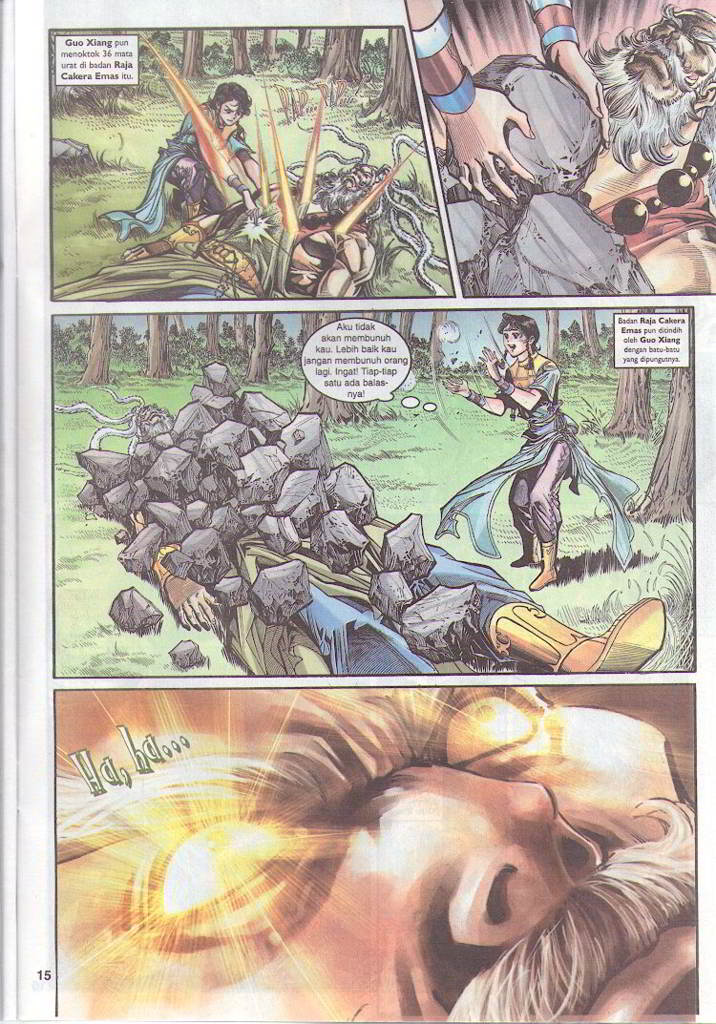 Guo Xiang pun
menoktok 36 mata
urat di badan Raja
Cakera Emas itu.
Aku tidak
akan membunuh
kau. Lebih baik kau
jangan membunuh orang
lagi. Ingat! Tiap-tiap
satu ada balas-
nya!
Badan Raja Cakera
Emas pun ditindih
oleh Guo Xiang
dengan batu-batu
yang dipungutnya.
Ha, ha...
15